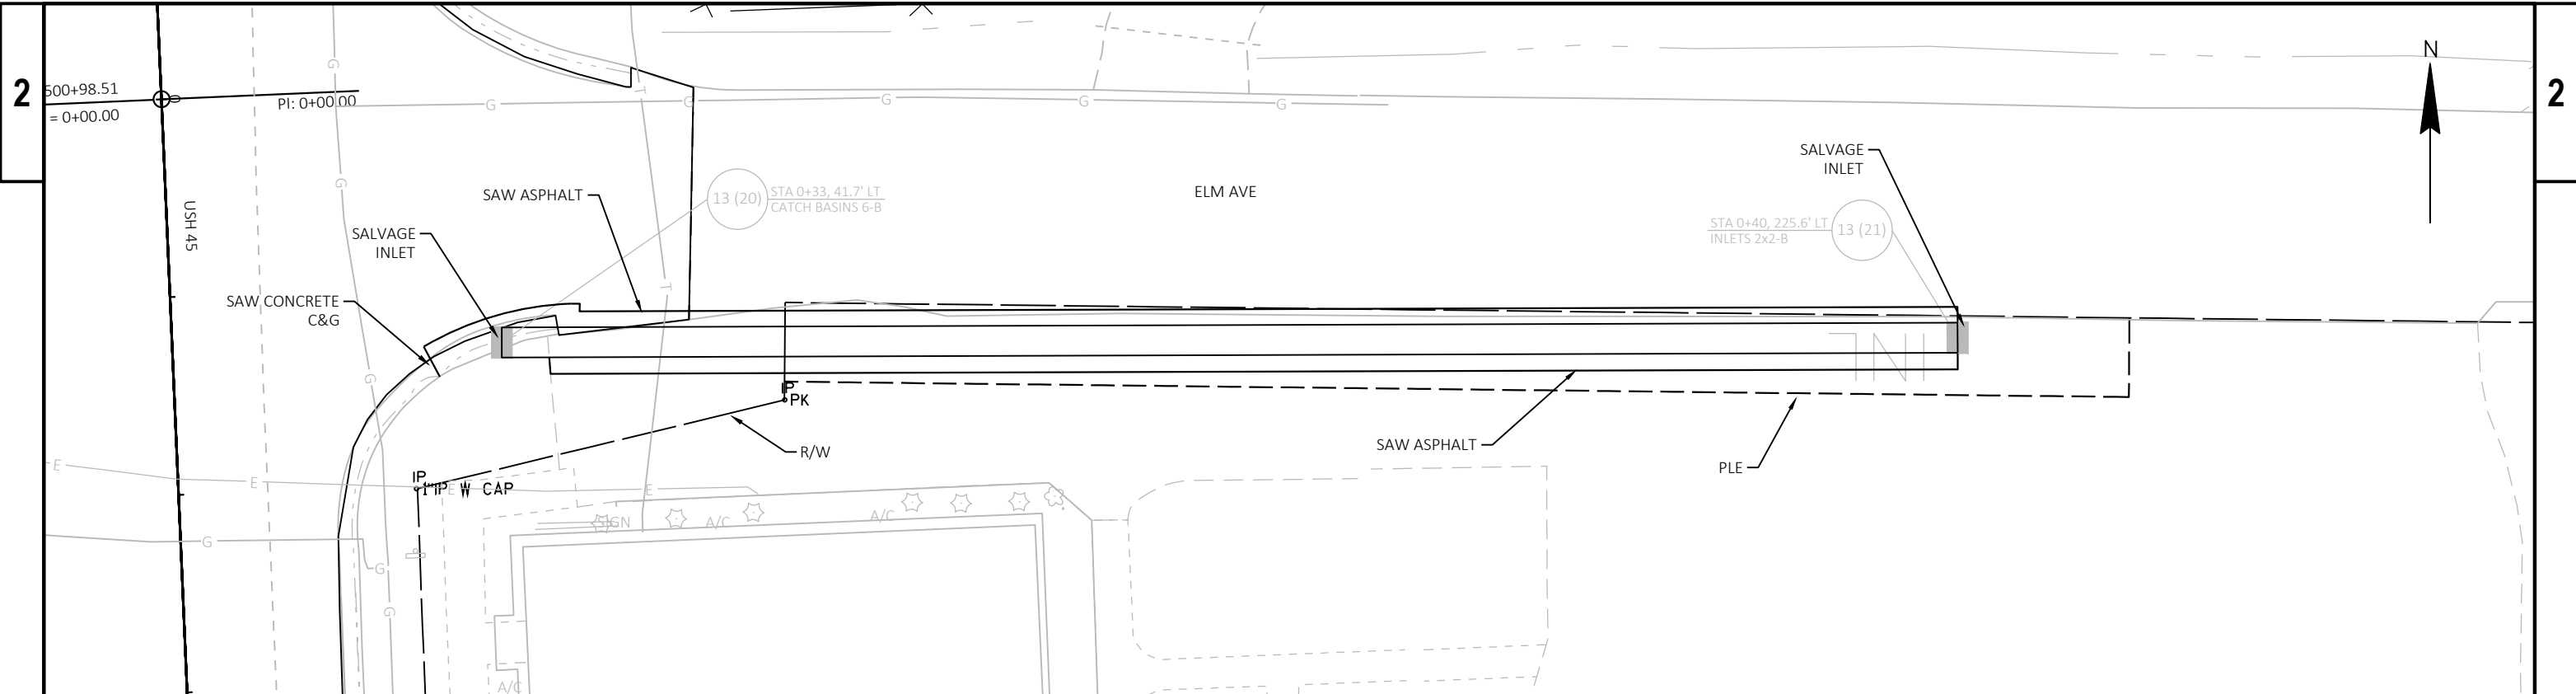 2
2
N
500+98.51
= 0+00.00
PI: 0+00.00
G
G
G
G
G
G
USH 45
G
SAW ASPHALT
13 (20)
STA 0+33, 41.7' LT
CATCH BASINS 6-B
ELM AVE
SALVAGE
INLET
STA 0+40, 225.6' LT
INLETS 2x2-B
13 (21)
SALVAGE
INLET
SAW CONCRETE
C&G
T
T
G
IP
PK
INL
R/W
SAW ASPHALT
PLE
E
E
E
E
IP
W CAP
SIGN
A/C
A/C
G
G
G
A/C